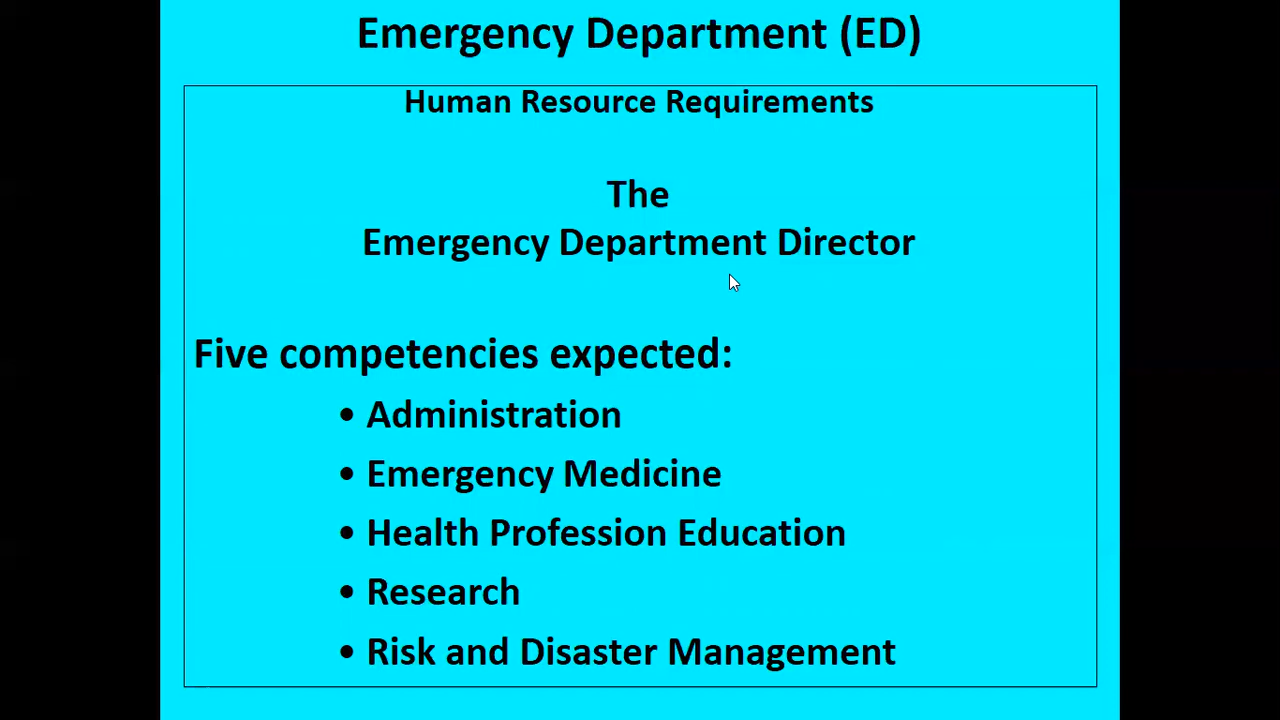 Emergency Department (ED)
Human Resource Requirements
The
Emergency Department Director
Five competencies expected:
• Administration
• Emergency Medicine
• Health Profession Education
• Research
• Risk and Disaster Management